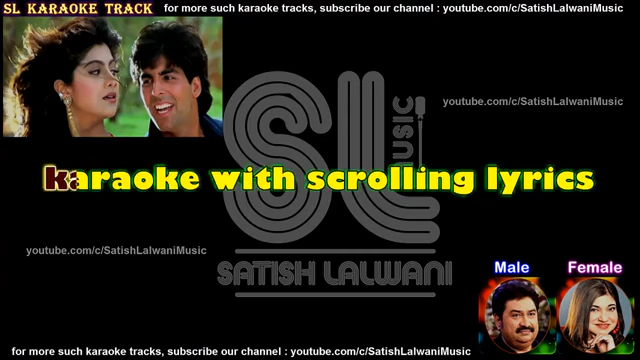 SL KARAOKE TRACK for more such karaoke tracks, subscribe our channel : youtube.com/c/SatishLalwaniMusic
youtube.com/c/SatishLalwaniMusic
SL MUSIC
karaoke with scrolling lyrics
youtube.com/c/SatishLalwaniMusic
SATISH LALWANI
Male Female
for more such karaoke tracks, subscribe our channel : youtube.com/c/SatishLalwaniMusic